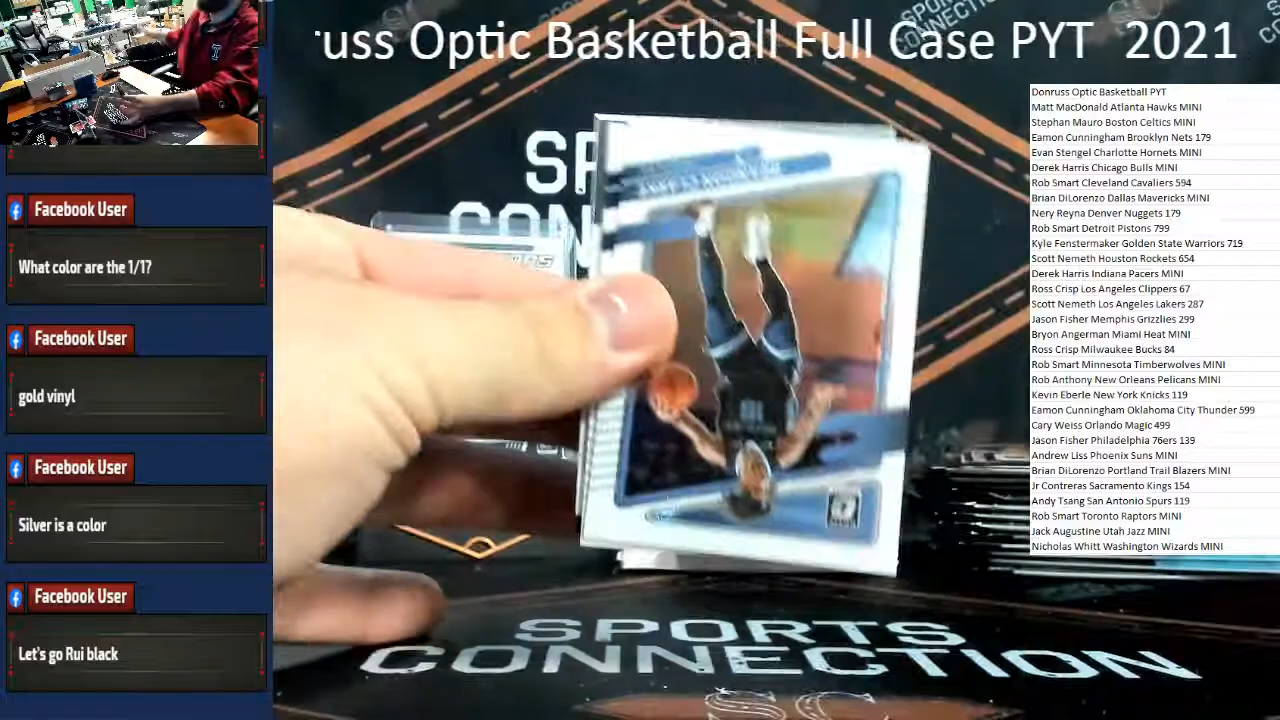 russ Optic Basketball Full Case PYT 2021
Donruss Optic Basketball PYT
Matt MacDonald Atlanta Hawks MINI
Stephan Mauro Boston Celtics MINI
Eamon Cunningham Brooklyn Nets 179
Evan Stengel Charlotte Hornets MINI
Derek Harris Chicago Bulls MINI
Rob Smart Cleveland Cavaliers 594
Brian DiLorenzo Dallas Mavericks MINI
Nery Reyna Denver Nuggets 179
Rob Smart Detroit Pistons 799
Kyle Fenstermaker Golden State Warriors 719
Scott Nemeth Houston Rockets 654
Derek Harris Indiana Pacers MINI
Ross Crisp Los Angeles Clippers 67
Scott Nemeth Los Angeles Lakers 287
Jason Fisher Memphis Grizzlies 299
Bryon Angerman Miami Heat MINI
Ross Crisp Milwaukee Bucks 84
Rob Smart Minnesota Timberwolves MINI
Rob Anthony New Orleans Pelicans MINI
Kevin Eberle New York Knicks 119
Eamon Cunningham Oklahoma City Thunder 599
Cary Weiss Orlando Magic 499
Jason Fisher Philadelphia 76ers 139
Andrew Liss Phoenix Suns MINI
Brian DiLorenzo Portland Trail Blazers MINI
Jr Contreras Sacramento Kings 154
Andy Tsang San Antonio Spurs 119
Rob Smart Toronto Raptors MINI
Jack Augustine Utah Jazz MINI
Nicholas Whitt Washington Wizards MINI
Facebook User
What color are the 1/1?
Facebook User
gold vinyl
Facebook User
Silver is a color
Facebook User
Let's go Rui black
SP
CON
SPORTS
CONNECTION
SC